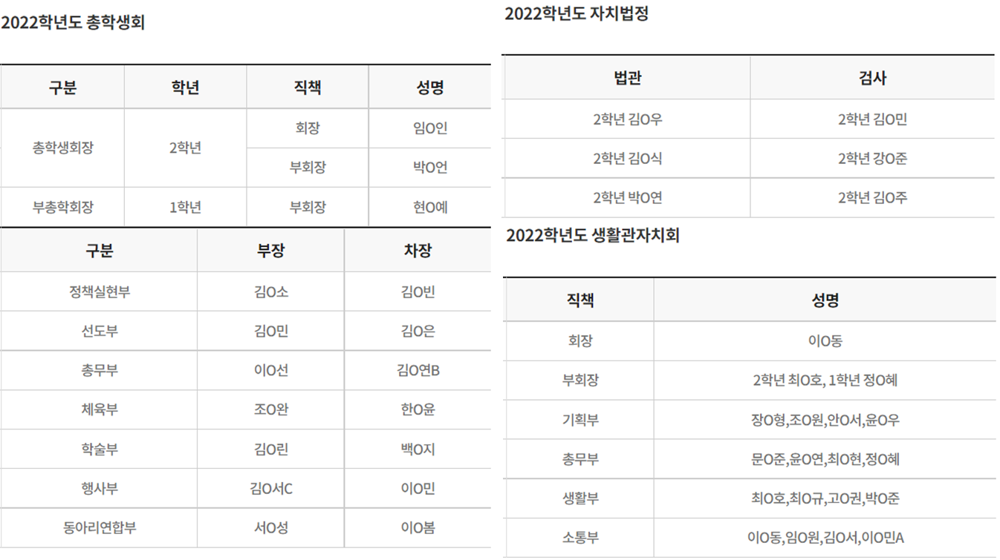 2022학년도 총학생회
구분 학년 직책 성명
총학생회장 2학년 회장 임O인
부회장 박O언
부총학회장 1학년 부회장 현O예
구분 부장 차장
정책실현부 김O소 김O빈
선도부 김O민 김O은
총무부 이O선 김O연B
체육부 조O완 한O윤
학술부 김O린 백O지
행사부 김O서C 이O민
동아리연합부 서O성 이O봄
2022학년도 자치법정
법관 검사
2학년 김O우 2학년 김O민
2학년 김O식 2학년 강O준
2학년 박O연 2학년 김O주
2022학년도 생활관자치회
직책 성명
회장 이O동
부회장 2학년 최O호, 1학년 정O혜
기획부 장O형,조O원,안O서,윤O우
총무부 문O준,윤O연,최O현,정O혜
생활부 최O호,최O규,고O권,박O준
소통부 이O동,임O원,김O서,이O민A